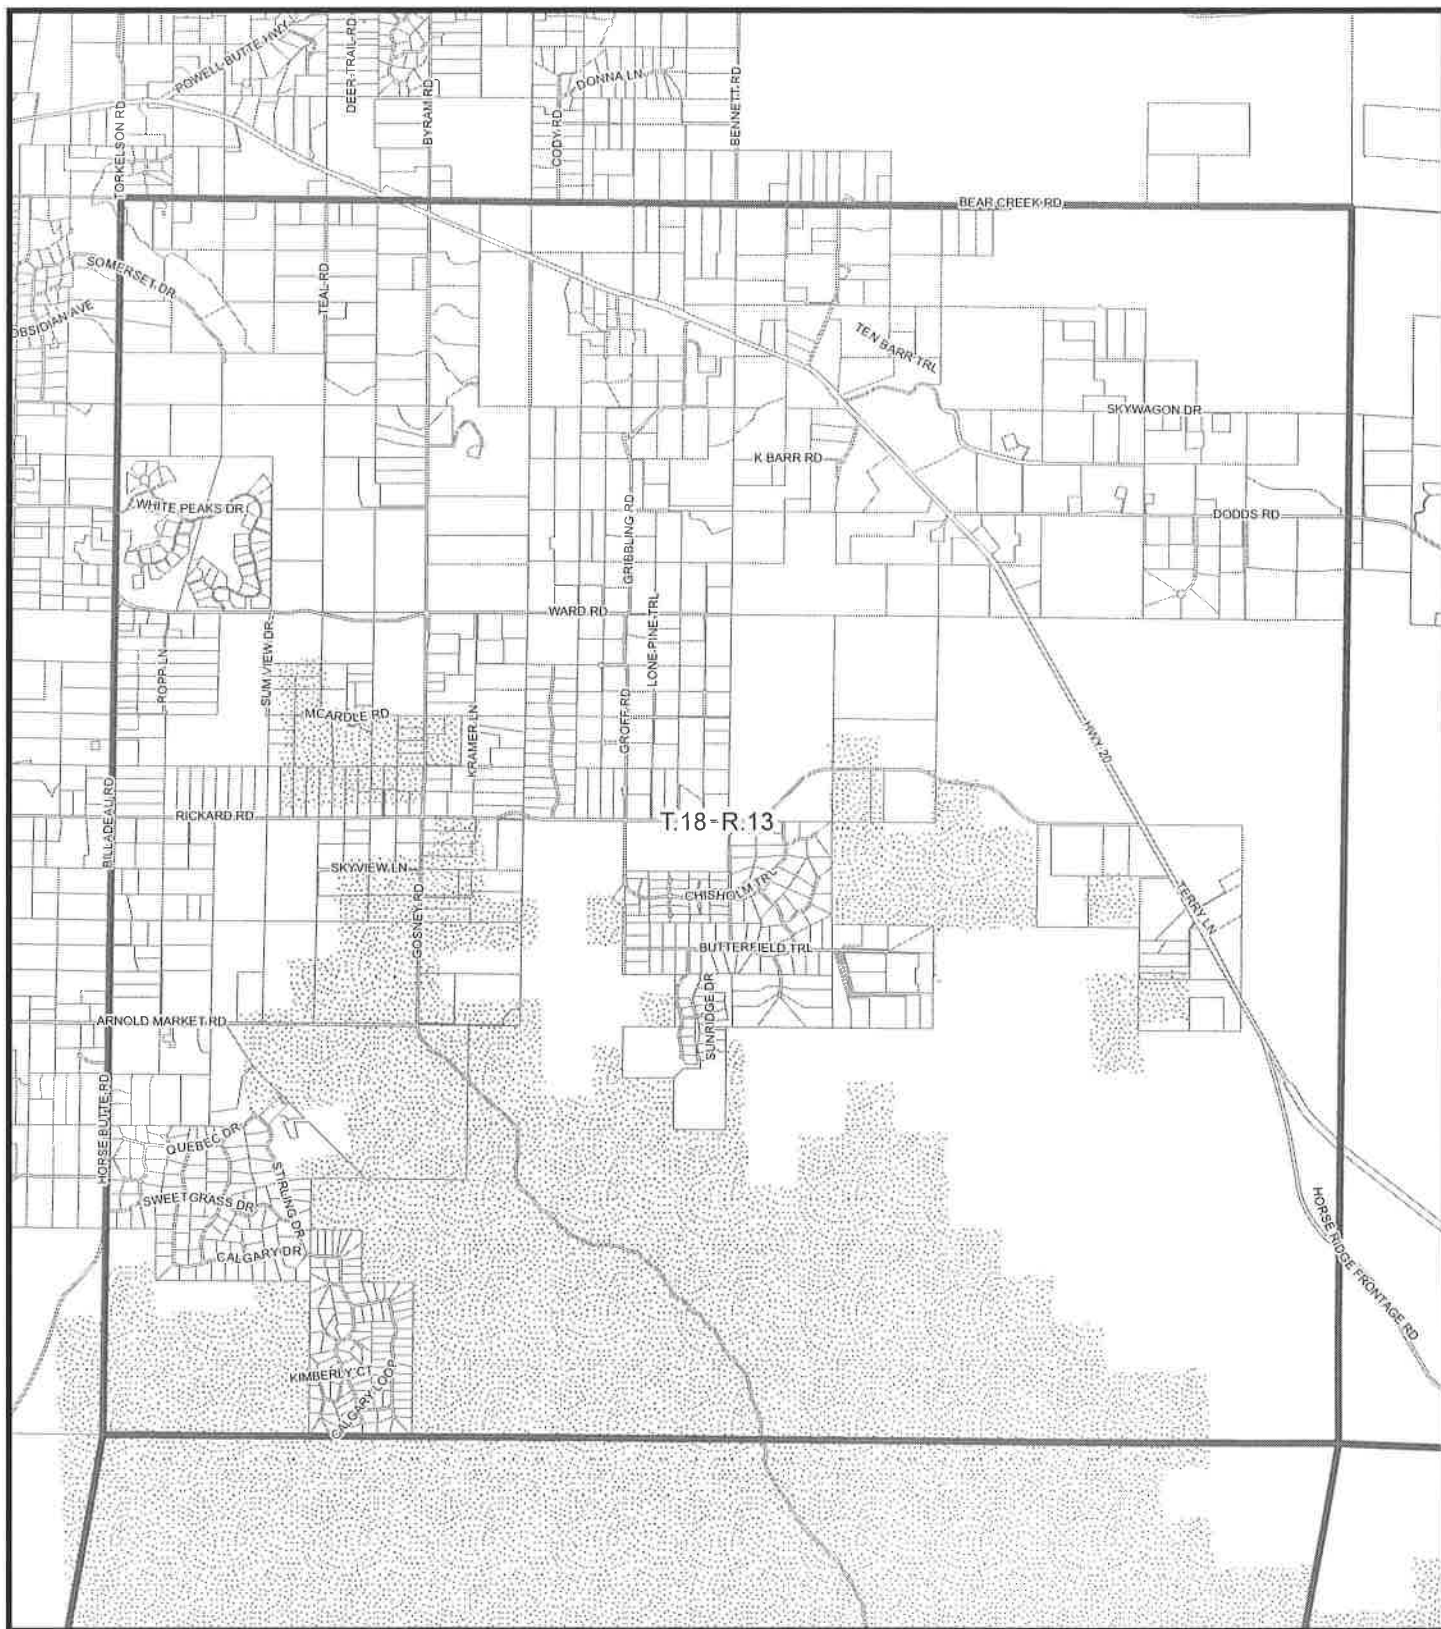 POWELL BUTTE HWY
DEER TRAIL RD
BYRAM RD
DONNA LN
CODY RD
BENNETT RD
TORKELSON RD
BEAR CREEK RD
SOMERSET DR
OBSIDIAN AVE
TEAL RD
TEN BARR TRL
SKYWAGON DR
K BARR RD
WHITE PEAKS DR
GRIBBLING RD
DODDS RD
WARD RD
LONE PINE TRL
ROPP LN
SUM VIEW DR
MCARDLE RD
KRAMER LN
GROFF RD
HWY 20
BILLADEAU RD
RICKARD RD
T.18-R.13
SKYVIEW LN
CHISHOLM TRL
TERRY LN
GOSNEY RD
BUTTERFIELD TRL
SUNRIDGE DR
ARNOLD MARKET RD
HORSE BUTTE RD
QUEBEC DR
STIRLING DR
SWEETGRASS DR
CALGARY DR
HORSE RIDGE FRONTAGE RD
KIMBERLY CT
CALGARY LOOP